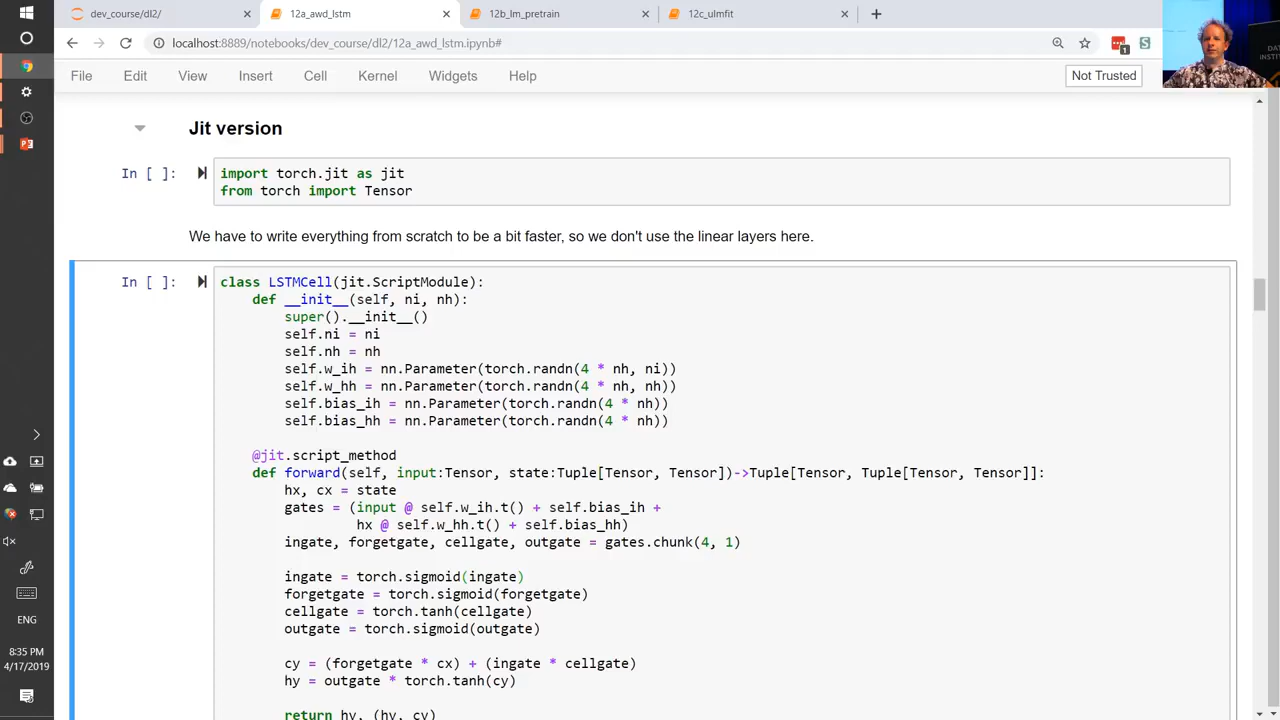 dev_course/dl2/
12a_awd_lstm
12b_lm_pretrain
12c_ulmfit
localhost:8889/notebooks/dev_course/dl2/12a_awd_lstm.ipynb#
1
File Edit View Insert Cell Kernel Widgets Help
Not Trusted
Jit version
In [ ]:
import torch.jit as jit
from torch import Tensor
We have to write everything from scratch to be a bit faster, so we don't use the linear layers here.
In [ ]:
class LSTMCell(jit.ScriptModule):
def __init__(self, ni, nh):
super().__init__()
self.ni = ni
self.nh = nh
self.w_ih = nn.Parameter(torch.randn(4 * nh, ni))
self.w_hh = nn.Parameter(torch.randn(4 * nh, nh))
self.bias_ih = nn.Parameter(torch.randn(4 * nh))
self.bias_hh = nn.Parameter(torch.randn(4 * nh))
@jit.script_method
def forward(self, input:Tensor, state:Tuple[Tensor, Tensor])->Tuple[Tensor, Tuple[Tensor, Tensor]]:
hx, cx = state
gates = (input @ self.w_ih.t() + self.bias_ih +
hx @ self.w_hh.t() + self.bias_hh)
ingate, forgetgate, cellgate, outgate = gates.chunk(4, 1)
ingate = torch.sigmoid(ingate)
forgetgate = torch.sigmoid(forgetgate)
cellgate = torch.tanh(cellgate)
outgate = torch.sigmoid(outgate)
cy = (forgetgate * cx) + (ingate * cellgate)
hy = outgate * torch.tanh(cy)
return hy, (hy, cy)
ENG
8:35 PM
4/17/2019